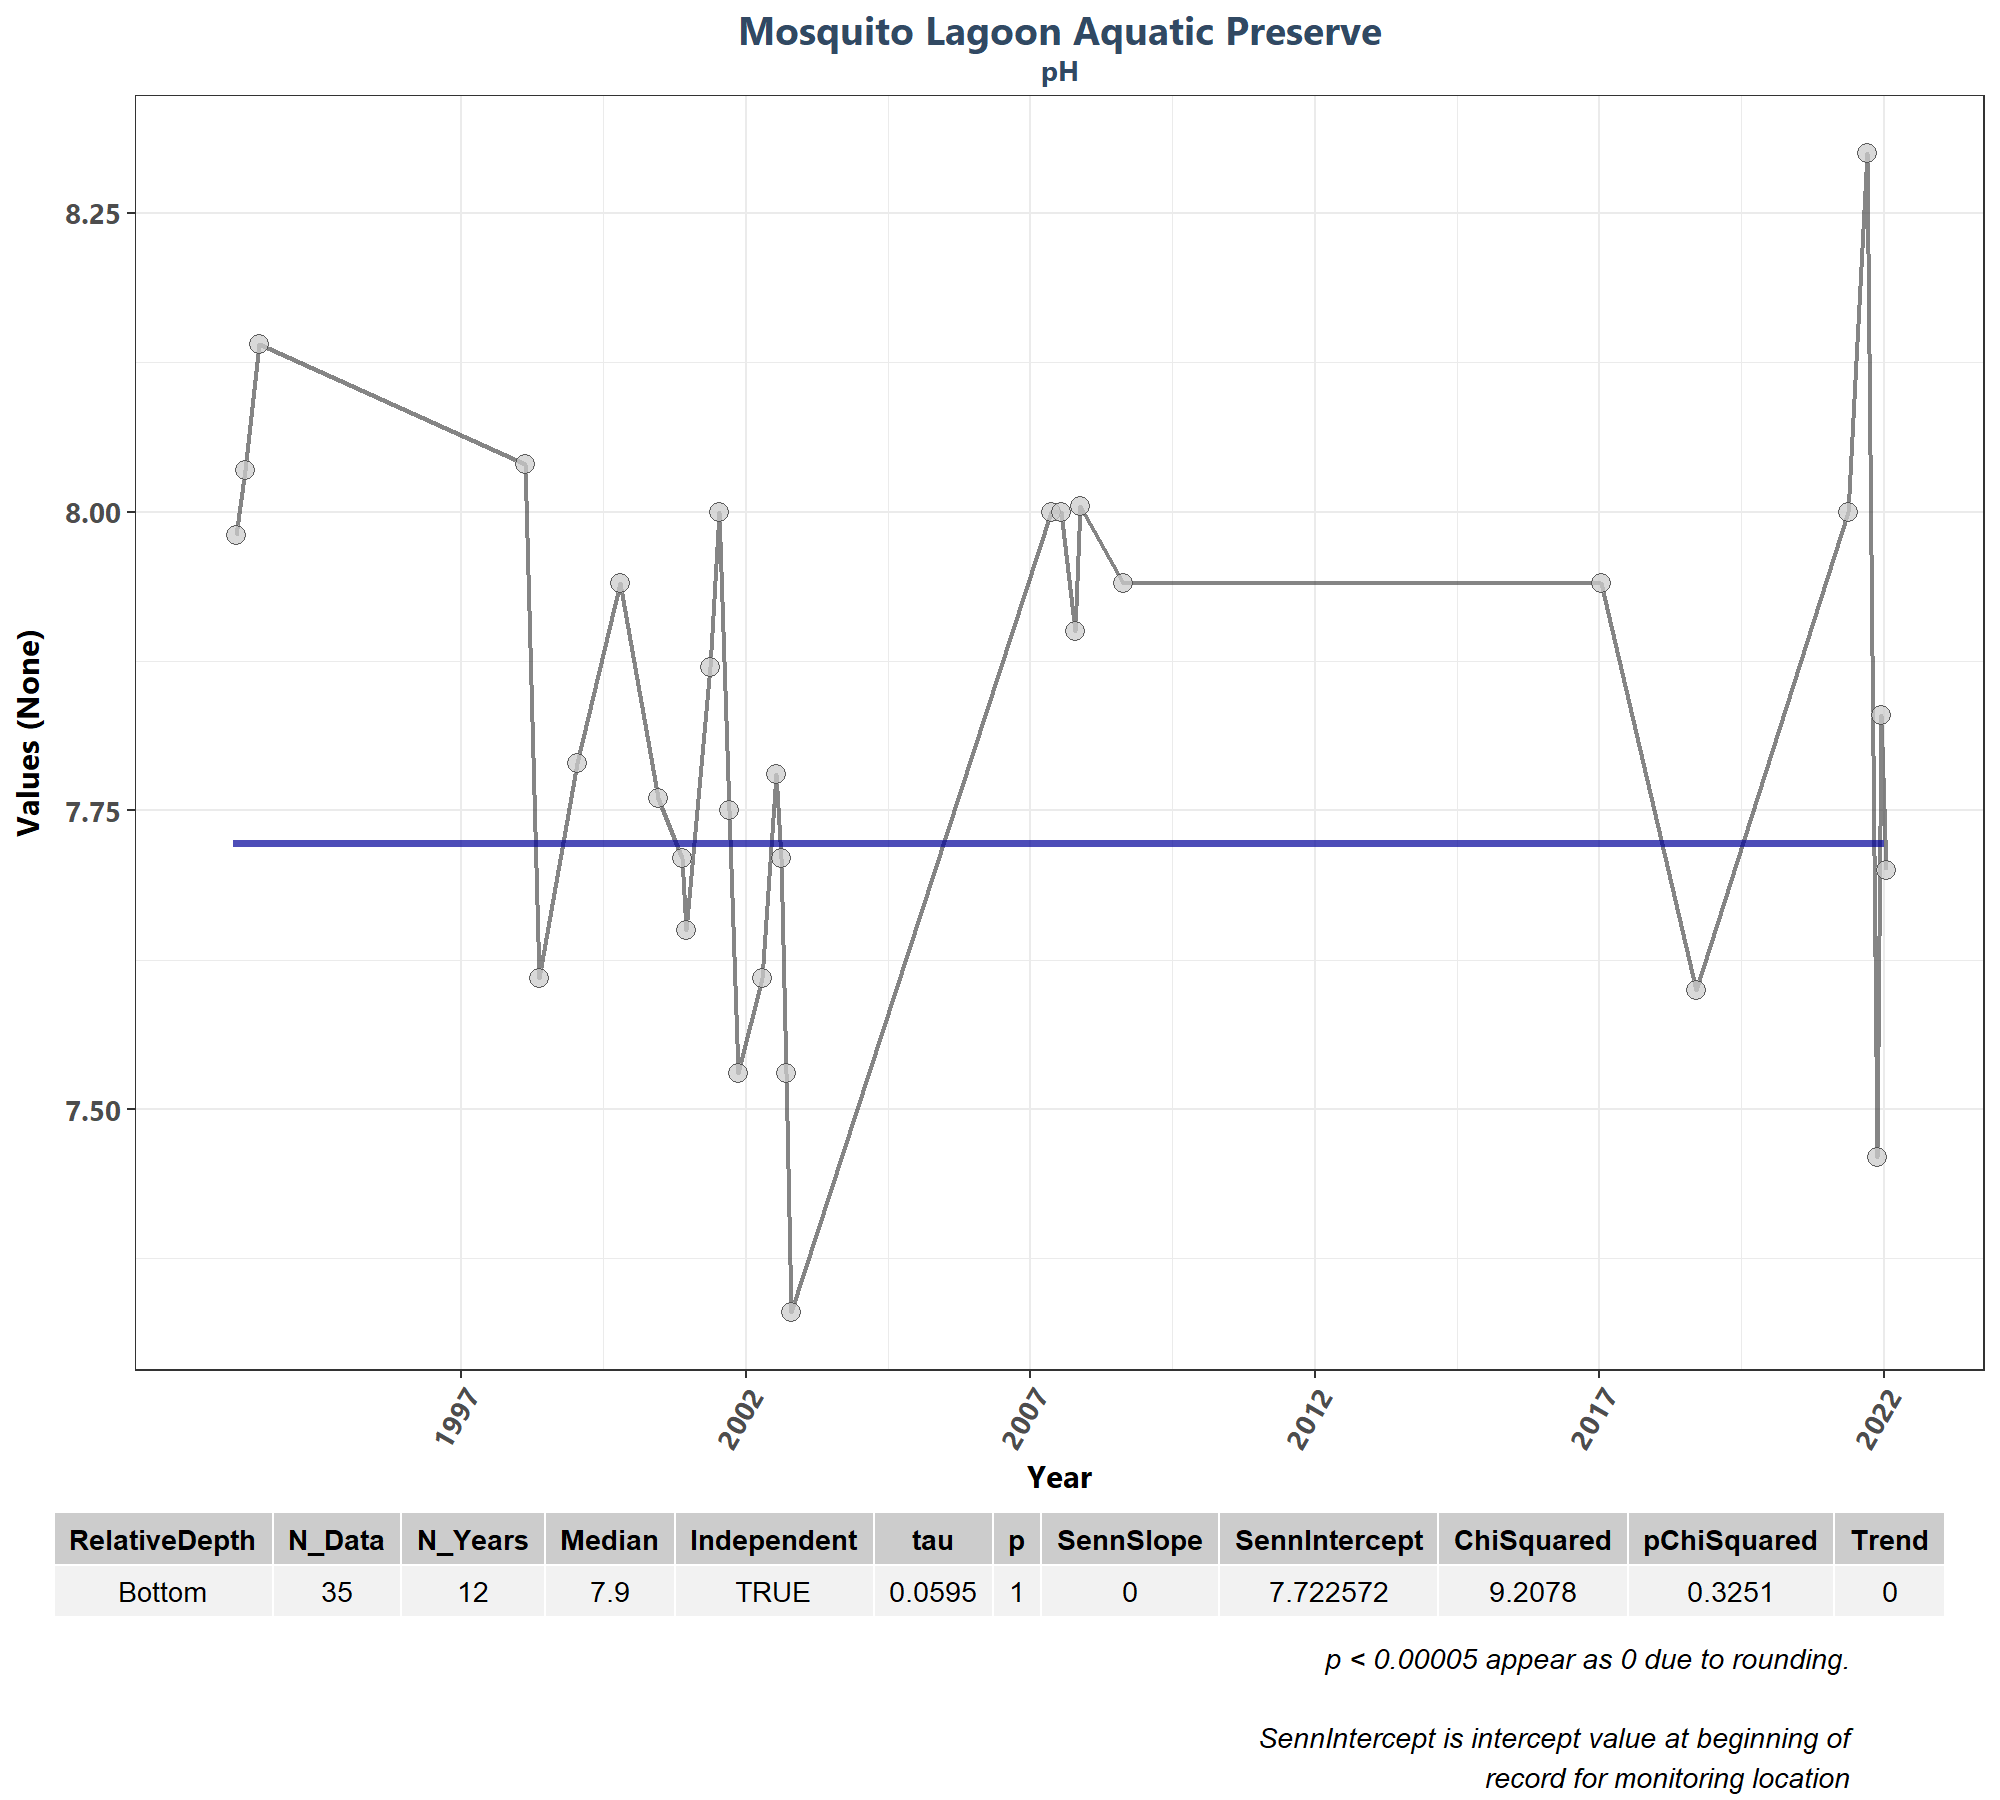 Mosquito Lagoon Aquatic Preserve
pH
Values (None)
8.25
8.00
7.75
7.50
1997 2002 2007 2012 2017 2022
Year
RelativeDepth N_Data N_Years Median Independent tau p SennSlope SennIntercept ChiSquared pChiSquared Trend
Bottom 35 12 7.9 TRUE 0.0595 1 0 7.722572 9.2078 0.3251 0
p < 0.00005 appear as 0 due to rounding.
SennIntercept is intercept value at beginning of
record for monitoring location